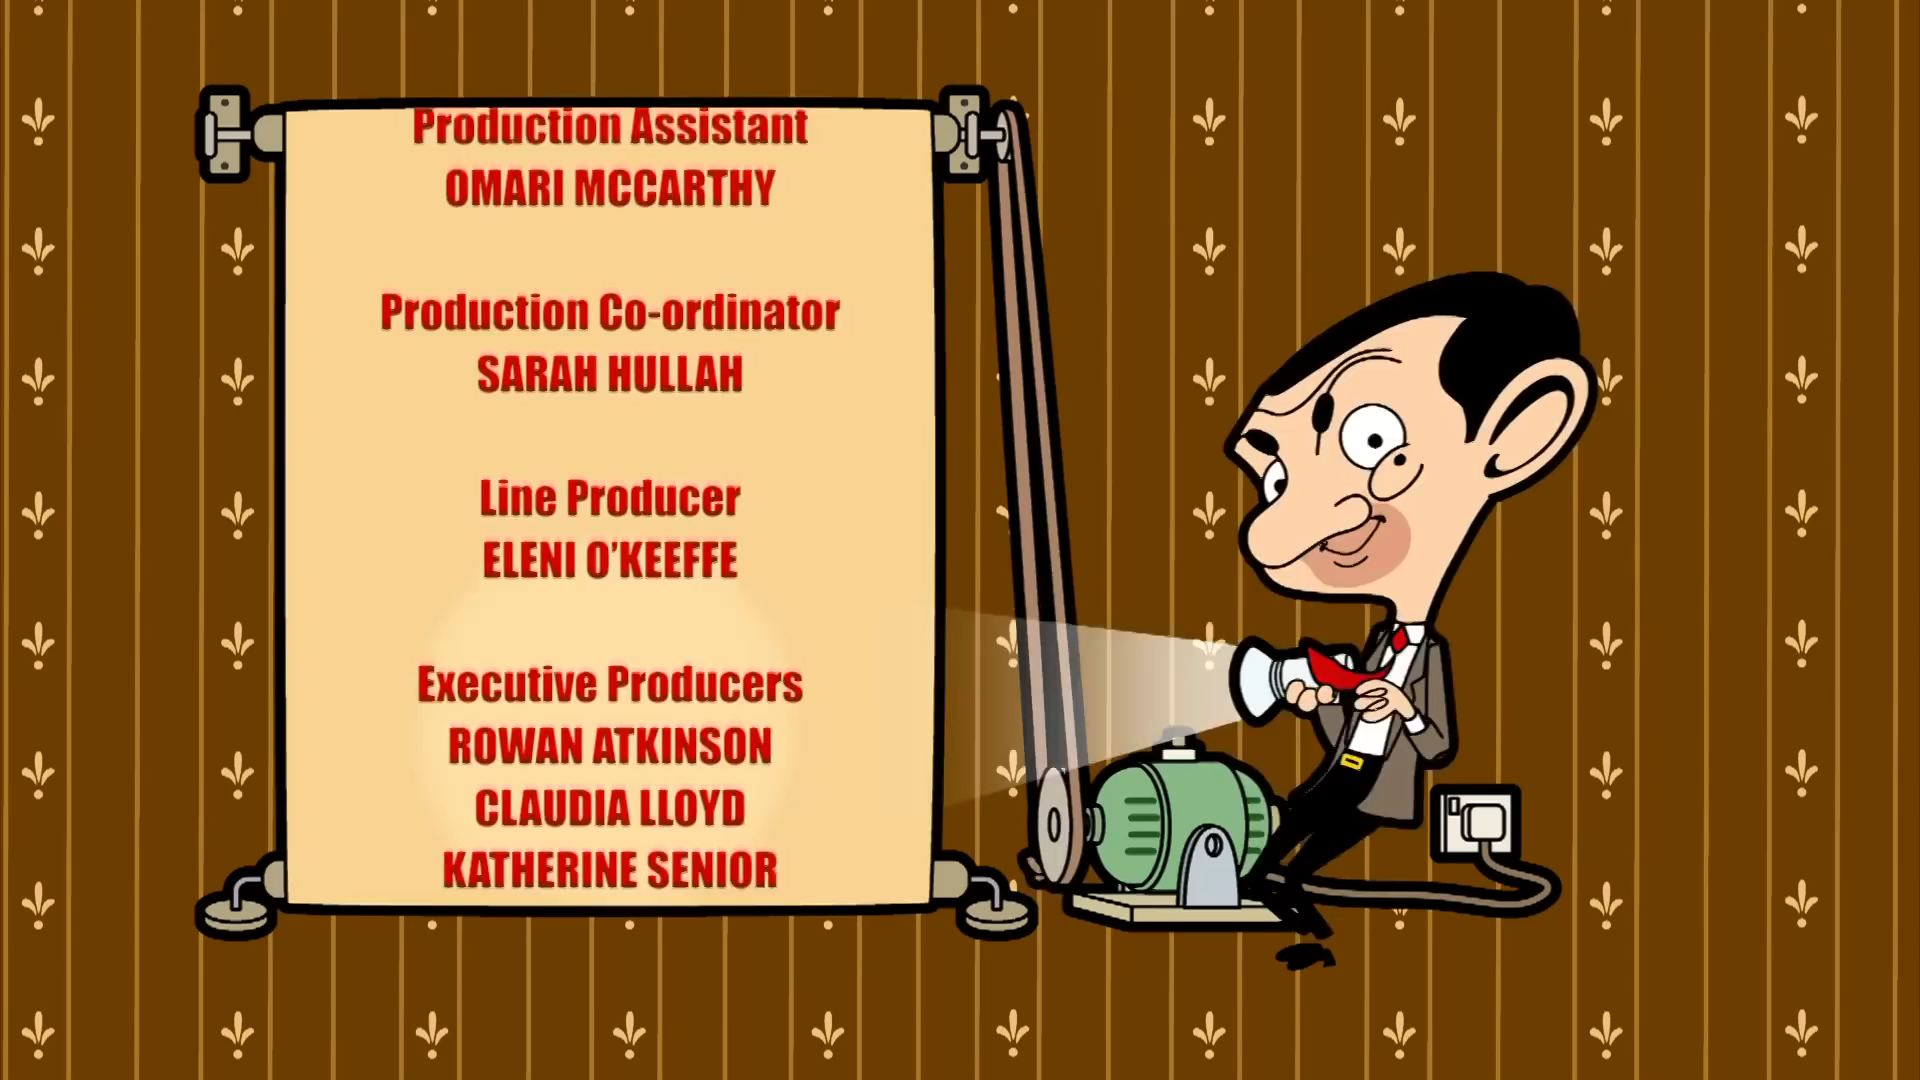 Production Assistant
OMARI MCCARTHY
Production Co-ordinator
SARAH HULLAH
Line Producer
ELENI O’KEEFFE
Executive Producers
ROWAN ATKINSON
CLAUDIA LLOYD
KATHERINE SENIOR